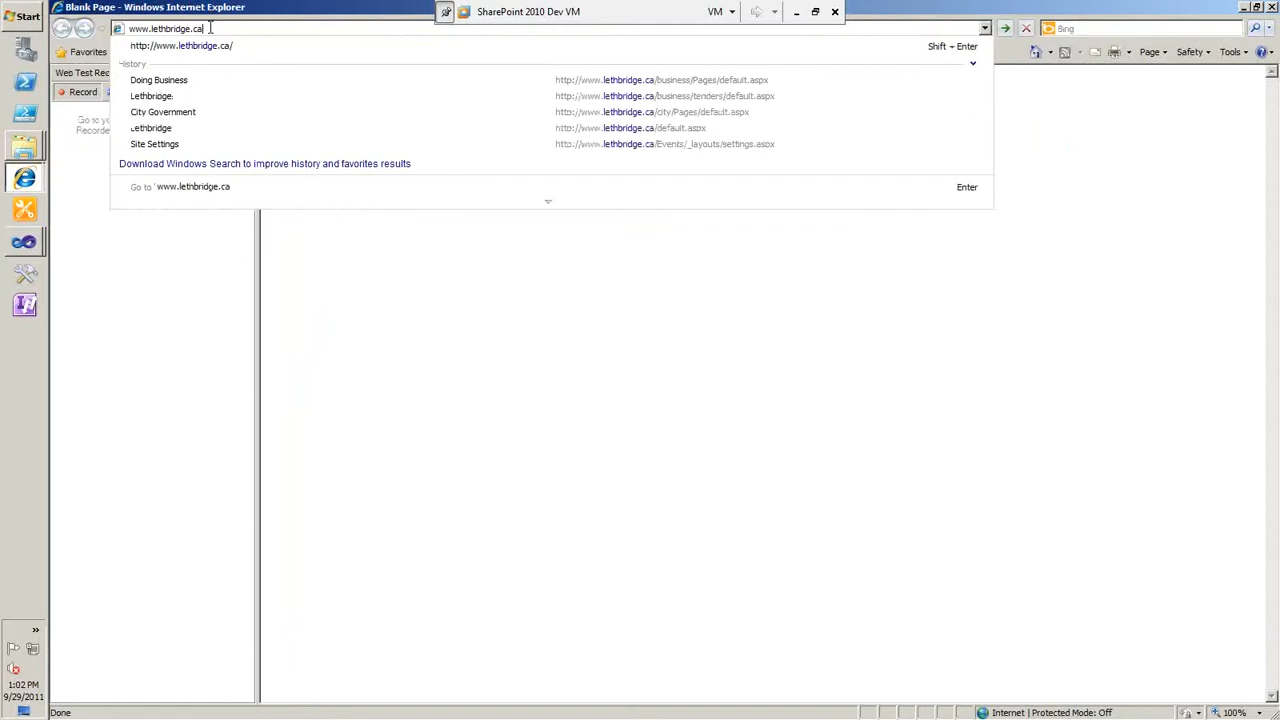 Start
Blank Page - Windows Internet Explorer
SharePoint 2010 Dev VM
VM
www.lethbridge.ca
Bing
http://www.lethbridge.ca/
Shift + Enter
Favorites
Page
Safety
Tools
History
Web Test Rec
Doing Business
http://www.lethbridge.ca/business/Pages/default.aspx
Record
Lethbridge:
http://www.lethbridge.ca/business/tenders/default.aspx
City Government
http://www.lethbridge.ca/city/Pages/default.aspx
Go to yo
Recorde
Lethbridge
http://www.lethbridge.ca/default.aspx
Site Settings
http://www.lethbridge.ca/Events/_layouts/settings.aspx
Download Windows Search to improve history and favorites results
Go to ' www.lethbridge.ca
Enter
1:02 PM
9/29/2011
Done
Internet | Protected Mode: Off
100%